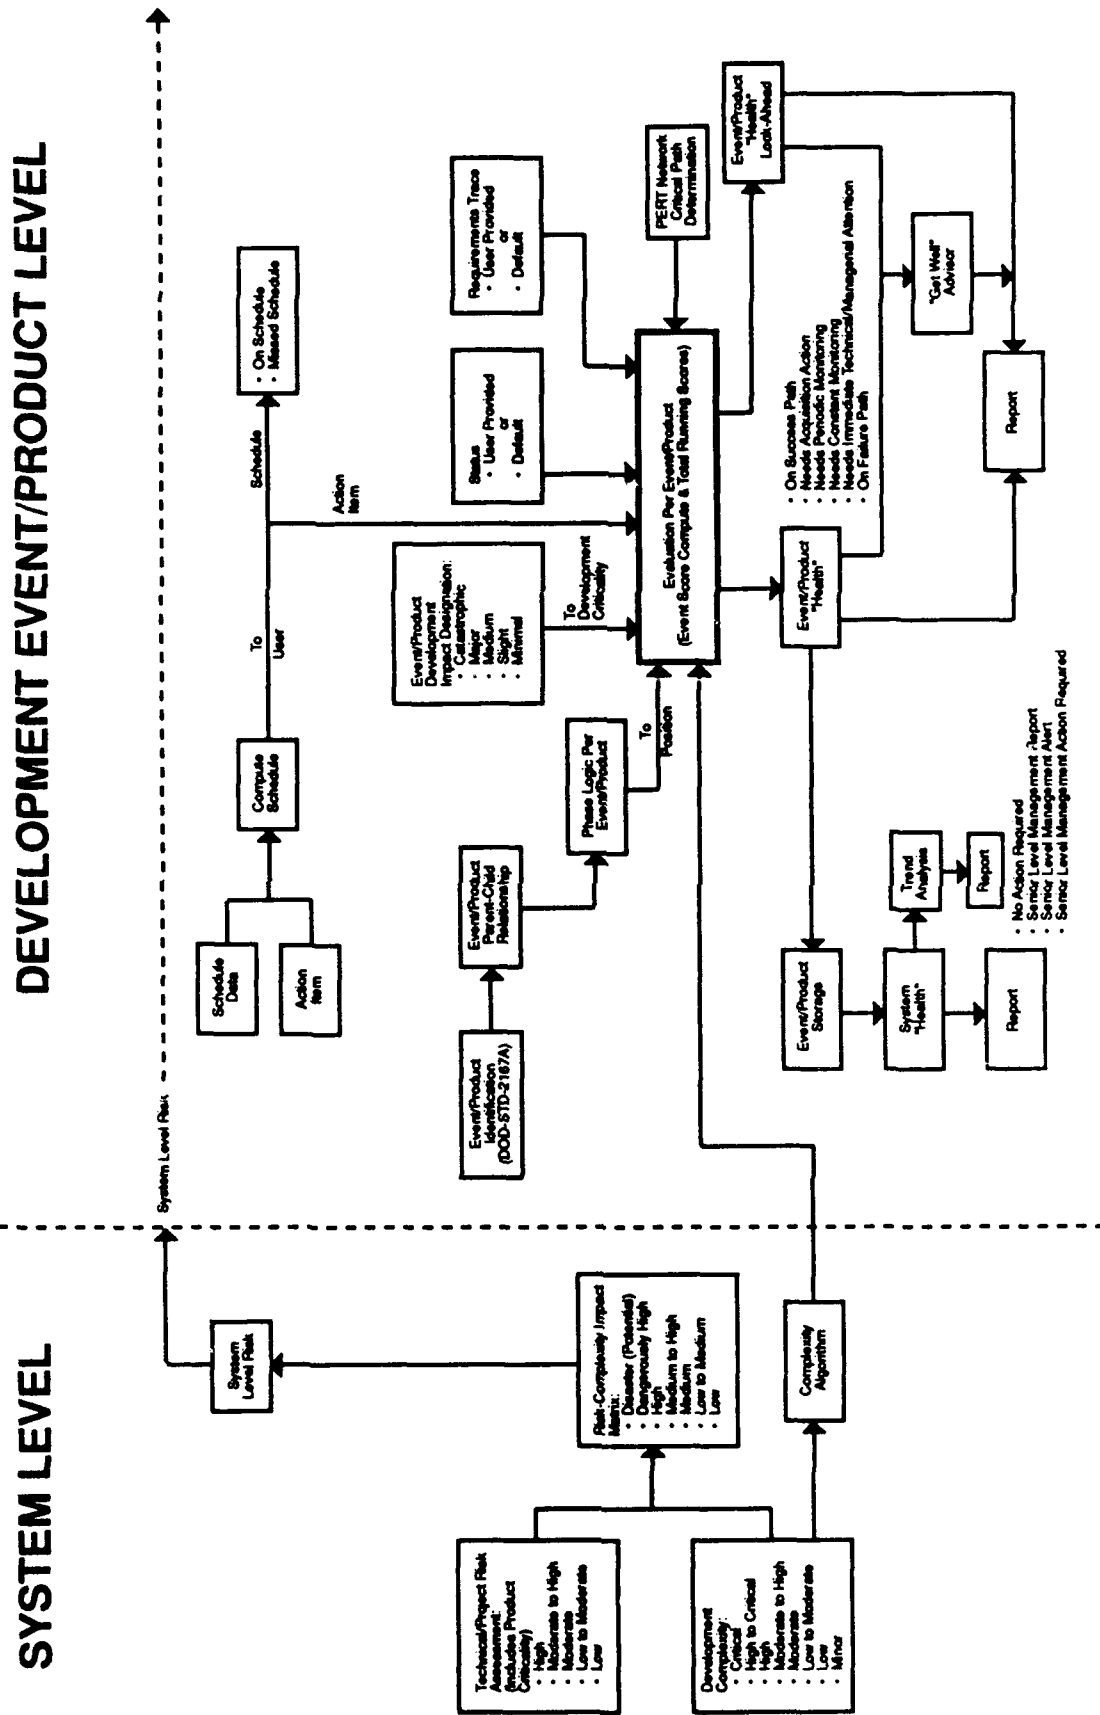 SYSTEM LEVEL
DEVELOPMENT EVENT/PRODUCT LEVEL
System Level Risk
System
Level Risk
Technical/Project Risk
Assessment:
(Includes Product
Criticality)
• High
• Moderate to High
• Moderate
• Low to Moderate
• Low
Development
Complexity:
• Critical
• High to Critical
• High
• Moderate to High
• Moderate
• Low to Moderate
• Low
• Minor
Risk-Complexity Impact
Matrix:
• Disaster (Potential)
• Dangerously High
• High
• Medium to High
• Medium
• Low to Medium
• Low
Complexity
Algorithm
Schedule
Data
Action
Item
Compute
Schedule
To
User
Schedule
• On Schedule
• Missed Schedule
Action
Item
Event/Product
Identification
(DOD-STD-2167A)
Event/Product
Parent-Child
Relationship
Phase Logic Per
Event/Product
To
Position
Event/Product
Development
Impact Designation:
• Catastrophic
• Major
• Medium
• Slight
• Minimal
To
Development
Criticality
Status
• User Provided
or
• Default
Requirements Trace
• User Provided
or
• Default
Evaluation Per Event/Product
(Event Score Compute & Total Running Scores)
PERT Network
Critical Path
Determination
Event/Product
Storage
System
"Health"
Report
Trend
Analysis
Report
• No Action Required
• Senior Level Management Report
• Senior Level Management Alert
• Senior Level Management Action Required
Event/Product
"Health"
• On Success Path
• Needs Acquisition Action
• Needs Periodic Monitoring
• Needs Constant Monitoring
• Needs Immediate Technical/Managerial Attention
• On Failure Path
Event/Product
"Health"
Look-Ahead
"Get Well"
Advisor
Report